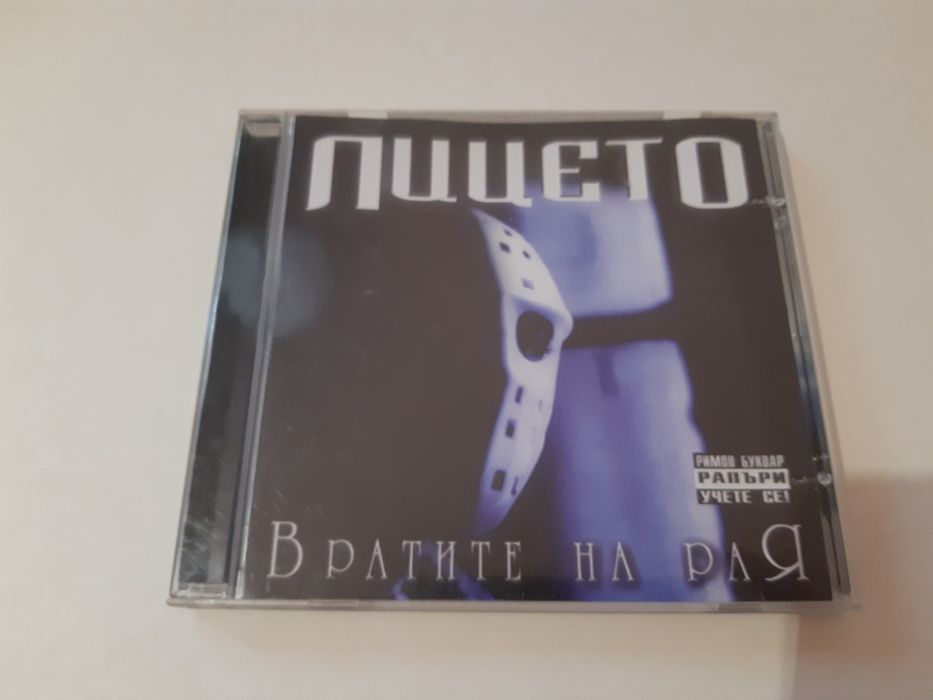 ЛИЦЕТО
РИМОВ БУКВАР
РАПЪРИ
УЧЕТЕ СЕ!
ВРАТИТЕ НА РаЯ